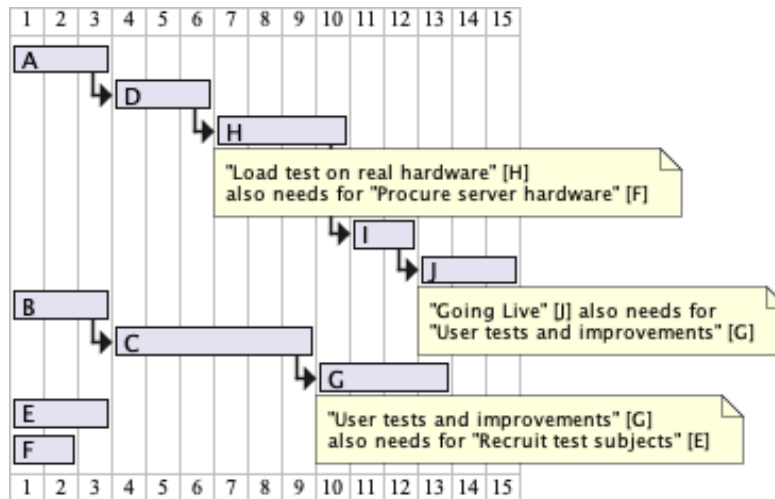 1 2 3 4 5 6 7 8 9 10 11 12 13 14 15
A
D
H
"Load test on real hardware" [H]
also needs for "Procure server hardware" [F]
I
J
"Going Live" [J] also needs for
"User tests and improvements" [G]
B
C
G
"User tests and improvements" [G]
also needs for "Recruit test subjects" [E]
E
F
1 2 3 4 5 6 7 8 9 10 11 12 13 14 15